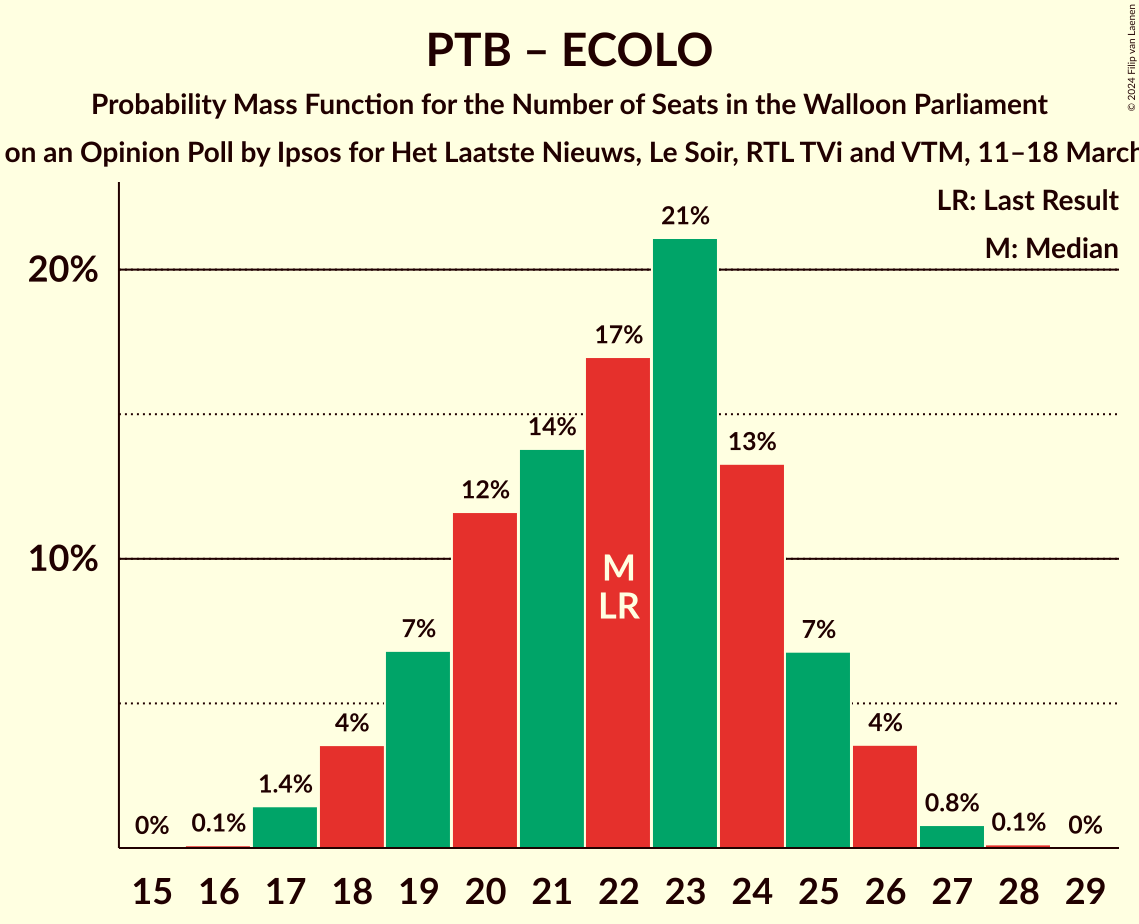 PTB – ECOLO
Probability Mass Function for the Number of Seats in the Walloon Parliament
on an Opinion Poll by Ipsos for Het Laatste Nieuws, Le Soir, RTL TVi and VTM, 11–18 March
© 2024 Filip van Laenen
LR: Last Result
M: Median
20%
10%
0%
0.1%
1.4%
4%
7%
12%
14%
17%
21%
13%
7%
4%
0.8%
0.1%
0%
M
LR
15 16 17 18 19 20 21 22 23 24 25 26 27 28 29